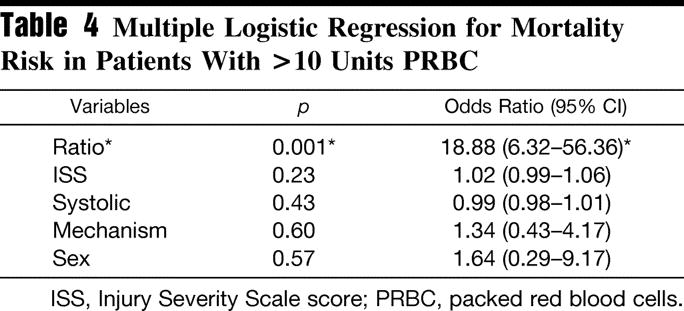 Table 4 Multiple Logistic Regression for Mortality
Risk in Patients With >10 Units PRBC
Variables p Odds Ratio (95% CI)
Ratio* 0.001* 18.88 (6.32–56.36)*
ISS 0.23 1.02 (0.99–1.06)
Systolic 0.43 0.99 (0.98–1.01)
Mechanism 0.60 1.34 (0.43–4.17)
Sex 0.57 1.64 (0.29–9.17)
ISS, Injury Severity Scale score; PRBC, packed red blood cells.